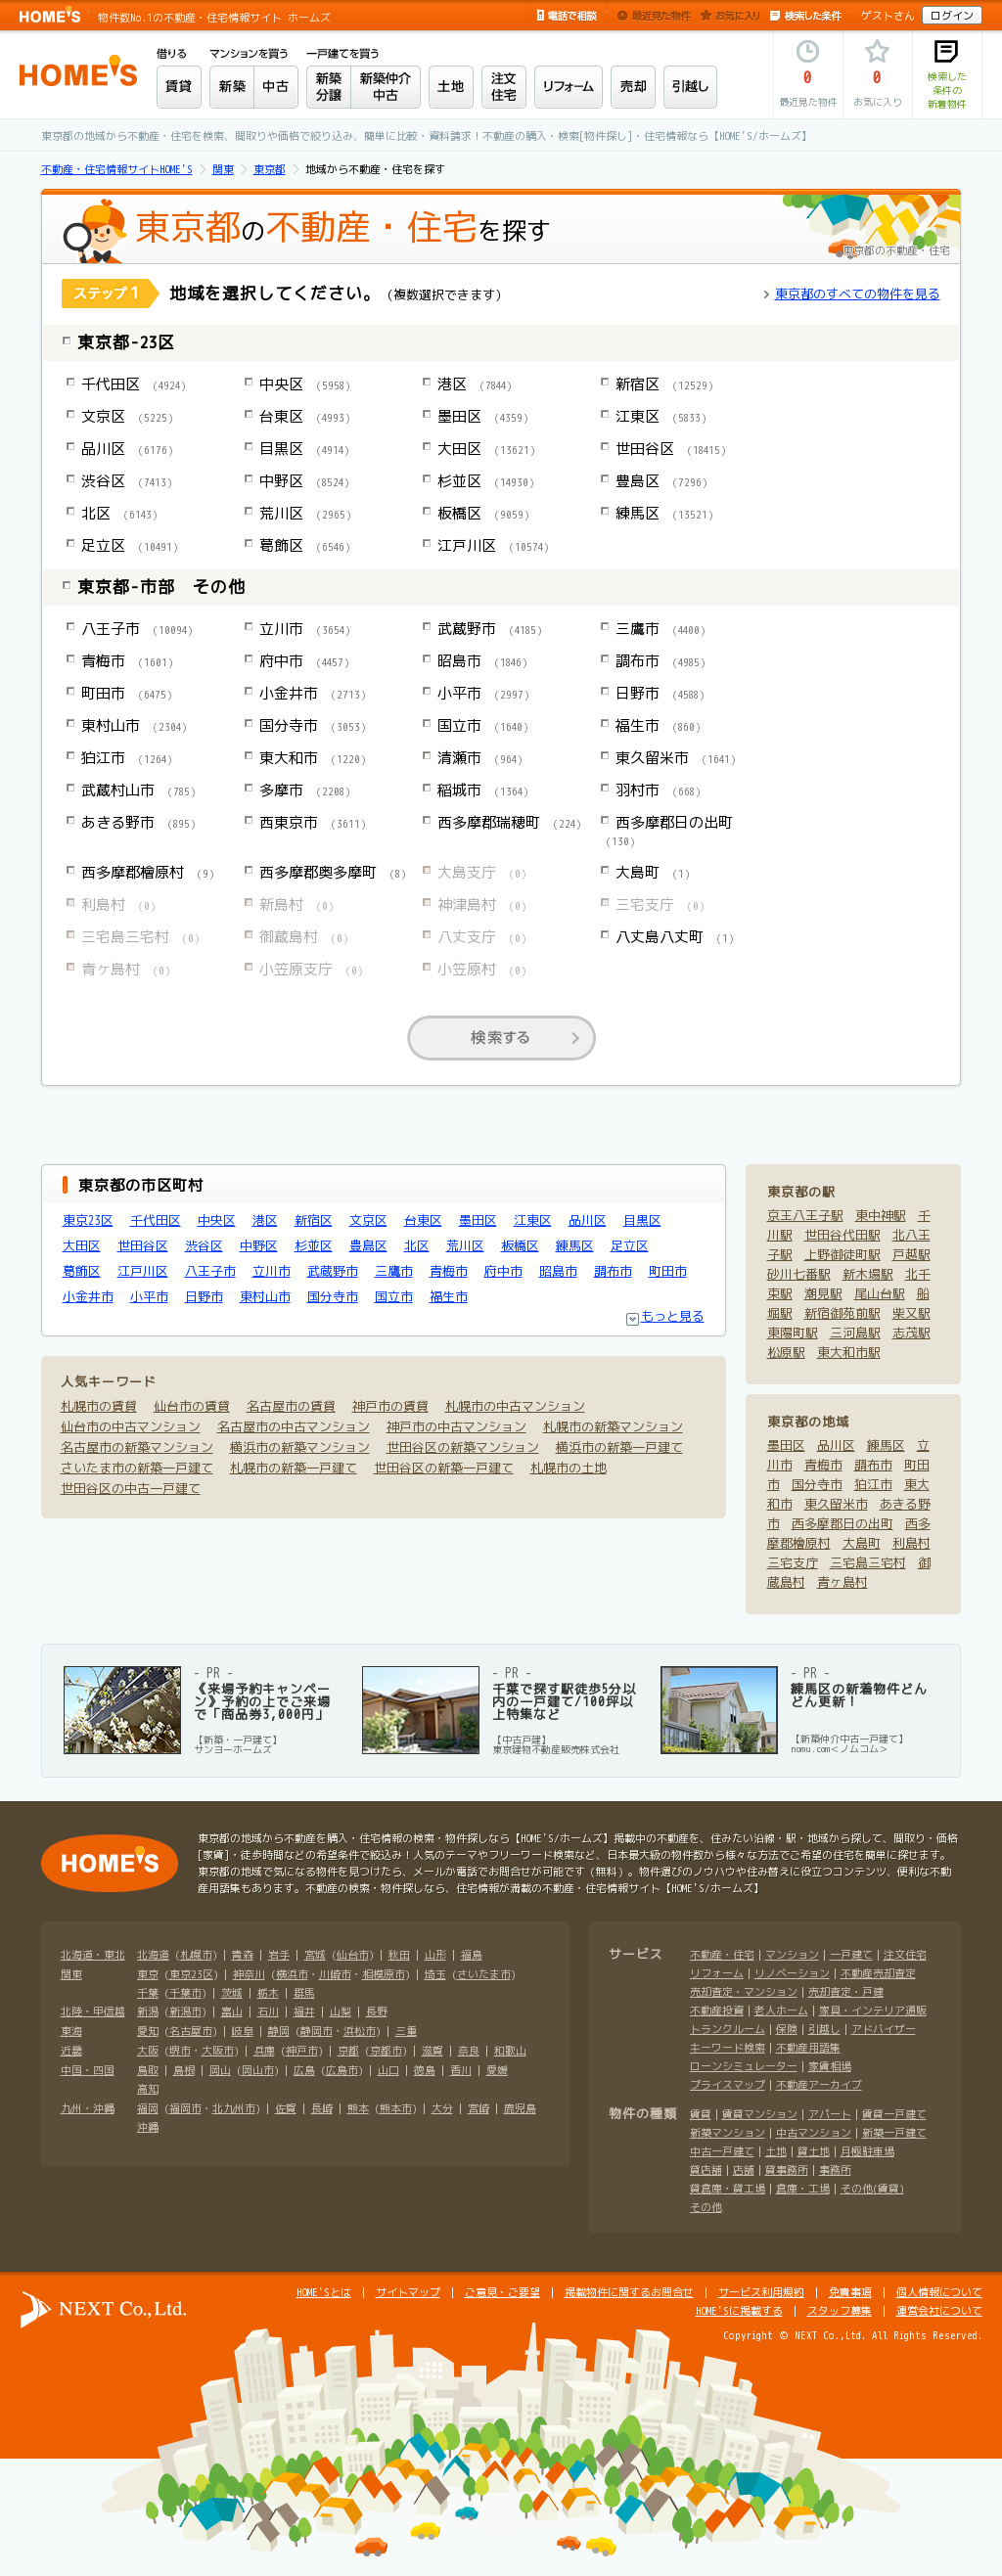 HOME'S 物件数No.1の不動産・住宅情報サイト ホームズ 電話で相談 最近見た物件 お気に入り 検索した条件 ゲストさん ログイン
HOME'S
借りる マンションを買う 一戸建てを買う
賃貸 新築 中古 新築分譲 新築仲介中古 土地 注文住宅 リフォーム 売却 引越し
0 最近見た物件
0 お気に入り
検索した条件の新着物件
東京都の地域から不動産・住宅を検索、間取りや価格で絞り込み、簡単に比較・資料請求！不動産の購入・検索[物件探し]・住宅情報なら【HOME'S/ホームズ】
不動産・住宅情報サイトHOME'S > 関東 > 東京都 > 地域から不動産・住宅を探す
東京都の不動産・住宅を探す
東京都の不動産・住宅
ステップ1 地域を選択してください。 (複数選択できます)
東京都のすべての物件を見る
東京都-23区
千代田区 (4924) 中央区 (5958) 港区 (7844) 新宿区 (12529)
文京区 (5225) 台東区 (4993) 墨田区 (4359) 江東区 (5833)
品川区 (6176) 目黒区 (4914) 大田区 (13621) 世田谷区 (18415)
渋谷区 (7413) 中野区 (8524) 杉並区 (14930) 豊島区 (7296)
北区 (6143) 荒川区 (2965) 板橋区 (9059) 練馬区 (13521)
足立区 (10491) 葛飾区 (6546) 江戸川区 (10574)
東京都-市部 その他
八王子市 (10094) 立川市 (3654) 武蔵野市 (4185) 三鷹市 (4400)
青梅市 (1601) 府中市 (4457) 昭島市 (1846) 調布市 (4985)
町田市 (6475) 小金井市 (2713) 小平市 (2997) 日野市 (4588)
東村山市 (2304) 国分寺市 (3053) 国立市 (1640) 福生市 (860)
狛江市 (1264) 東大和市 (1220) 清瀬市 (964) 東久留米市 (1641)
武蔵村山市 (785) 多摩市 (2208) 稲城市 (1364) 羽村市 (668)
あきる野市 (895) 西東京市 (3611) 西多摩郡瑞穂町 (224) 西多摩郡日の出町
(130)
西多摩郡檜原村 (9) 西多摩郡奥多摩町 (8) 大島支庁 (0) 大島町 (1)
利島村 (0) 新島村 (0) 神津島村 (0) 三宅支庁 (0)
三宅島三宅村 (0) 御蔵島村 (0) 八丈支庁 (0) 八丈島八丈町 (1)
青ヶ島村 (0) 小笠原支庁 (0) 小笠原村 (0)
検索する
東京都の市区町村
東京23区 千代田区 中央区 港区 新宿区 文京区 台東区 墨田区 江東区 品川区 目黒区
大田区 世田谷区 渋谷区 中野区 杉並区 豊島区 北区 荒川区 板橋区 練馬区 足立区
葛飾区 江戸川区 八王子市 立川市 武蔵野市 三鷹市 青梅市 府中市 昭島市 調布市 町田市
小金井市 小平市 日野市 東村山市 国分寺市 国立市 福生市
もっと見る
人気キーワード
札幌市の賃貸 仙台市の賃貸 名古屋市の賃貸 神戸市の賃貸 札幌市の中古マンション
仙台市の中古マンション 名古屋市の中古マンション 神戸市の中古マンション 札幌市の新築マンション
名古屋市の新築マンション 横浜市の新築マンション 世田谷区の新築マンション 横浜市の新築一戸建て
さいたま市の新築一戸建て 札幌市の新築一戸建て 世田谷区の新築一戸建て 札幌市の土地
世田谷区の中古一戸建て
東京都の駅
京王八王子駅 東中神駅 千
川駅 世田谷代田駅 北八王
子駅 上野御徒町駅 戸越駅
砂川七番駅 新木場駅 北千
束駅 潮見駅 尾山台駅 船
堀駅 新宿御苑前駅 柴又駅
東陽町駅 三河島駅 志茂駅
松原駅 東大和市駅
東京都の地域
墨田区 品川区 練馬区 立
川市 青梅市 調布市 町田
市 国分寺市 狛江市 東大
和市 東久留米市 あきる野
市 西多摩郡日の出町 西多
摩郡檜原村 大島町 利島村
三宅支庁 三宅島三宅村 御
蔵島村 青ヶ島村
- PR -
《来場予約キャンペー
ン》予約の上でご来場
で「商品券3,000円」
【新築・一戸建て】
サンヨーホームズ
- PR -
千葉で探す駅徒歩5分以
内の一戸建て/100坪以
上特集など
【中古戸建】
東京建物不動産販売株式会社
- PR -
練馬区の新着物件どん
どん更新！
【新築仲介中古一戸建て】
nomu.com＜ノムコム＞
HOME'S
東京都の地域から不動産を購入・住宅情報の検索・物件探しなら【HOME'S/ホームズ】掲載中の不動産を、住みたい沿線・駅・地域から探して、間取り・価格
[家賃]・徒歩時間などの希望条件で絞込み！人気のテーマやフリーワード検索など、日本最大級の物件数から様々な方法でご希望の住宅を簡単に探せます。
東京都の地域で気になる物件を見つけたら、メールか電話でお問合せが可能です(無料)。物件選びのノウハウや住み替えに役立つコンテンツ、便利な不動
産用語集もあります。不動産の検索・物件探しなら、住宅情報が満載の不動産・住宅情報サイト【HOME'S/ホームズ】
北海道・東北 北海道 (札幌市) | 青森 | 岩手 | 宮城 (仙台市) | 秋田 | 山形 | 福島
関東 東京 (東京23区) | 神奈川 (横浜市・川崎市・相模原市) | 埼玉 (さいたま市)
千葉 (千葉市) | 茨城 | 栃木 | 群馬
北陸・甲信越 新潟 (新潟市) | 富山 | 石川 | 福井 | 山梨 | 長野
東海 愛知 (名古屋市) | 岐阜 | 静岡 (静岡市・浜松市) | 三重
近畿 大阪 (堺市・大阪市) | 兵庫 (神戸市) | 京都 (京都市) | 滋賀 | 奈良 | 和歌山
中国・四国 鳥取 | 島根 | 岡山 (岡山市) | 広島 (広島市) | 山口 | 徳島 | 香川 | 愛媛
高知
九州・沖縄 福岡 (福岡市・北九州市) | 佐賀 | 長崎 | 熊本 (熊本市) | 大分 | 宮崎 | 鹿児島
沖縄
サービス 不動産・住宅 | マンション | 一戸建て | 注文住宅
リフォーム | リノベーション | 不動産売却査定
売却査定・マンション | 売却査定・戸建
不動産投資 | 老人ホーム | 家具・インテリア通販
トランクルーム | 保険 | 引越し | アドバイザー
キーワード検索 | 不動産用語集
ローンシミュレーター | 家賃相場
プライスマップ | 不動産アーカイブ
物件の種類 賃貸 | 賃貸マンション | アパート | 賃貸一戸建て
新築マンション | 中古マンション | 新築一戸建て
中古一戸建て | 土地 | 貸土地 | 月極駐車場
貸店舗 | 店舗 | 貸事務所 | 事務所
貸倉庫・貸工場 | 倉庫・工場 | その他(賃貸)
その他
NEXT Co.,Ltd.
HOME'Sとは | サイトマップ | ご意見・ご要望 | 掲載物件に関するお問合せ | サービス利用規約 | 免責事項 | 個人情報について
HOME'Sに掲載する | スタッフ募集 | 運営会社について
Copyright © NEXT Co.,Ltd. All Rights Reserved.